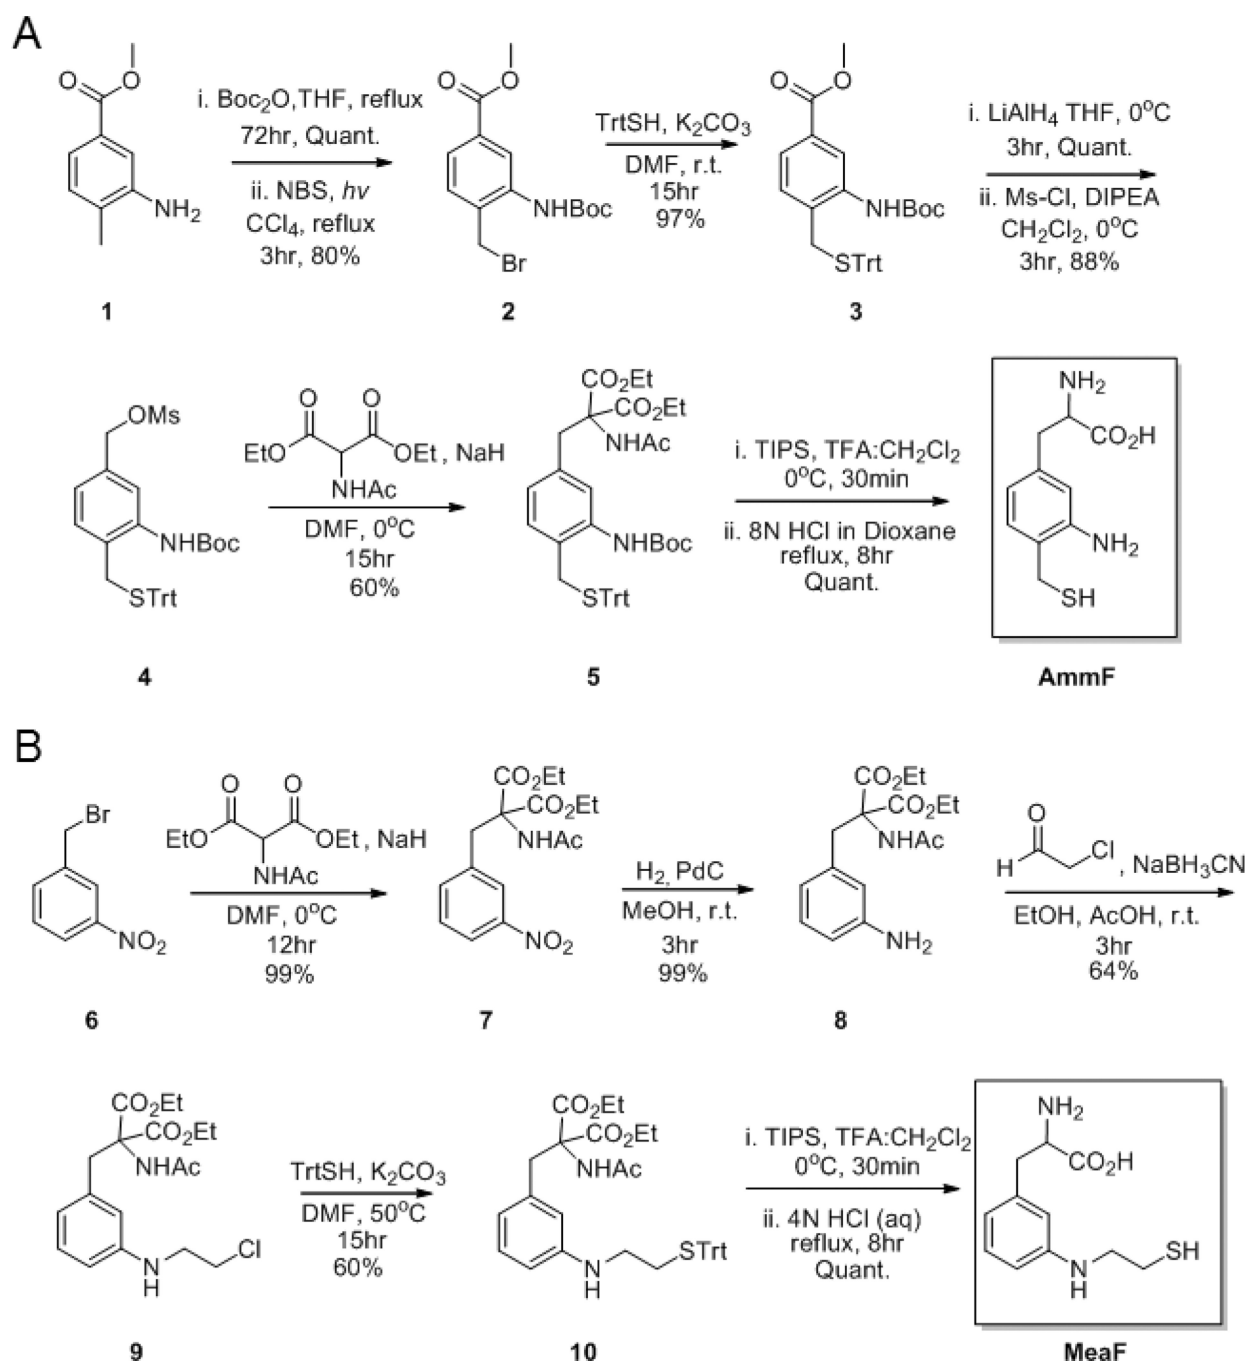 A
O
O
NH₂
1
i. Boc₂O,THF, reflux
72hr, Quant.
ii. NBS, hv
CCl₄, reflux
3hr, 80%
O
O
NHBoc
Br
2
TrtSH, K₂CO₃
DMF, r.t.
15hr
97%
O
O
NHBoc
STrt
3
i. LiAlH₄ THF, 0°C
3hr, Quant.
ii. Ms-Cl, DIPEA
CH₂Cl₂, 0°C
3hr, 88%
OMs
NHBoc
STrt
4
O O
EtO OEt, NaH
NHAc
DMF, 0°C
15hr
60%
CO₂Et
CO₂Et
NHAc
NHBoc
STrt
5
i. TIPS, TFA:CH₂Cl₂
0°C, 30min
ii. 8N HCl in Dioxane
reflux, 8hr
Quant.
NH₂
CO₂H
NH₂
SH
AmmF
B
Br
NO₂
6
O O
EtO OEt, NaH
NHAc
DMF, 0°C
12hr
99%
CO₂Et
CO₂Et
NHAc
NO₂
7
H₂, PdC
MeOH, r.t.
3hr
99%
CO₂Et
CO₂Et
NHAc
NH₂
8
O
H Cl , NaBH₃CN
EtOH, AcOH, r.t.
3hr
64%
CO₂Et
CO₂Et
NHAc
Cl
N
H
9
TrtSH, K₂CO₃
DMF, 50°C
15hr
60%
CO₂Et
CO₂Et
NHAc
STrt
N
H
10
i. TIPS, TFA:CH₂Cl₂
0°C, 30min
ii. 4N HCl (aq)
reflux, 8hr
Quant.
NH₂
CO₂H
SH
N
H
MeaF